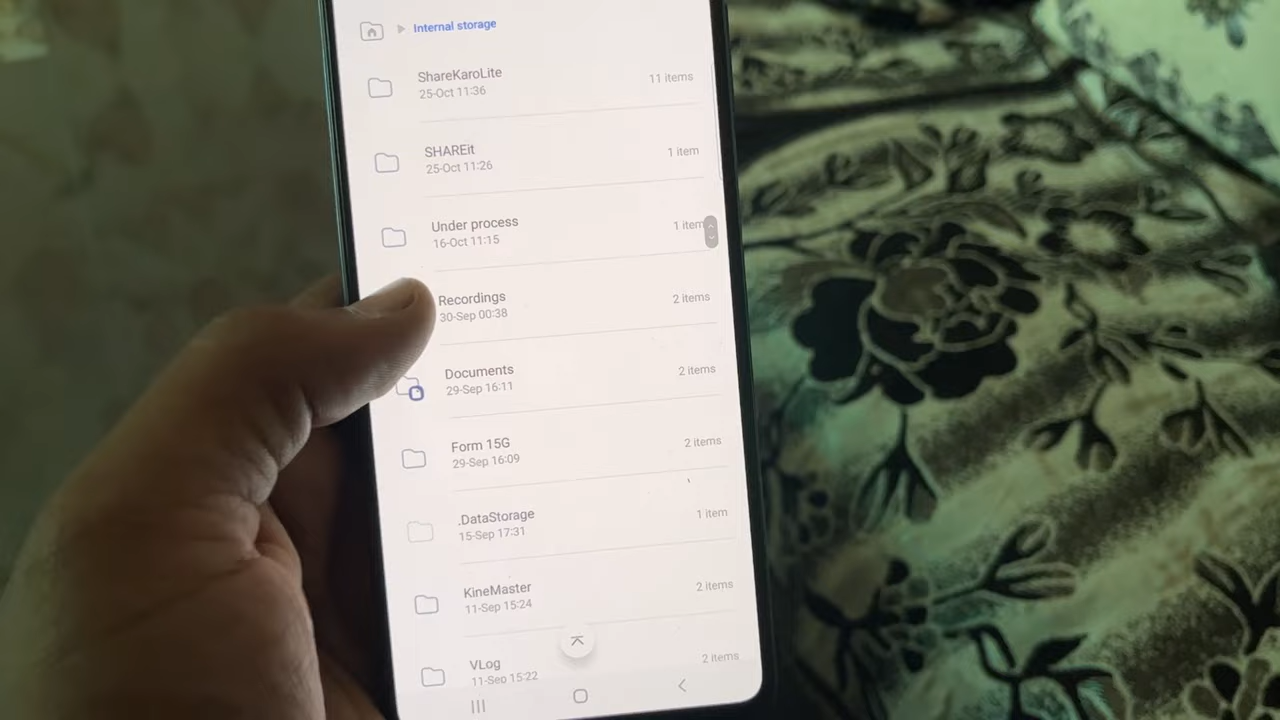 Internal storage
ShareKaroLite
25-Oct 11:36
11 items
SHAREit
25-Oct 11:26
1 item
Under process
16-Oct 11:15
1 item
Recordings
30-Sep 00:38
2 items
Documents
29-Sep 16:11
2 items
Form 15G
29-Sep 16:09
2 items
.DataStorage
15-Sep 17:31
1 item
KineMaster
11-Sep 15:24
2 items
VLog
11-Sep 15:22
2 items